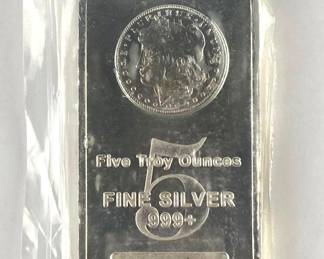 5
Five Troy Ounces
FINE SILVER
999+